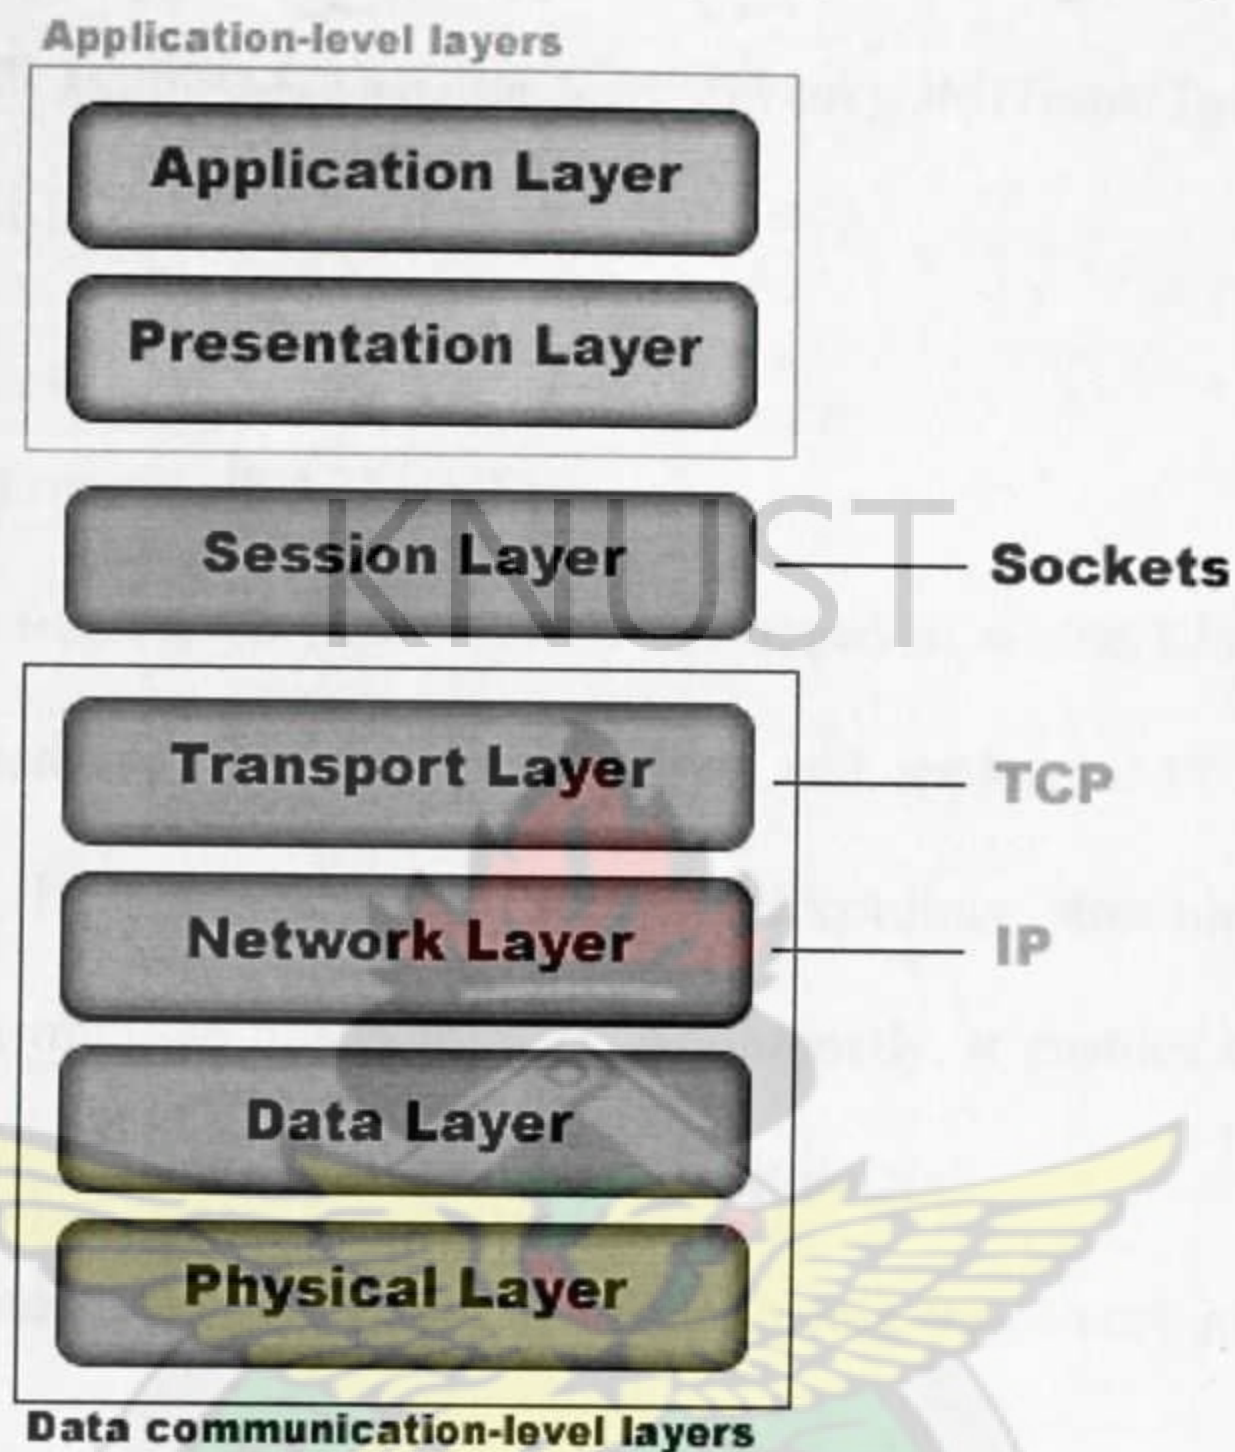 Application-level layers
Application Layer
Presentation Layer
KNUST
Session Layer
Sockets
Transport Layer
TCP
Network Layer
IP
Data Layer
Physical Layer
Data communication-level layers